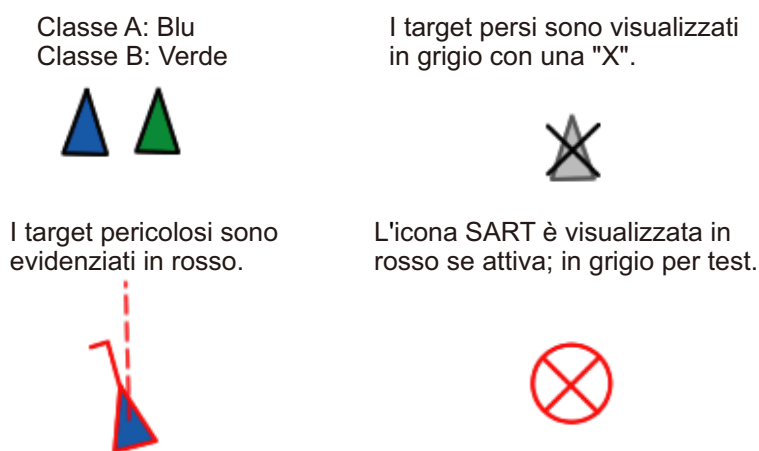 Classe A: Blu
Classe B: Verde
I target persi sono visualizzati
in grigio con una "X".
I target pericolosi sono
evidenziati in rosso.
L'icona SART è visualizzata in
rosso se attiva; in grigio per test.